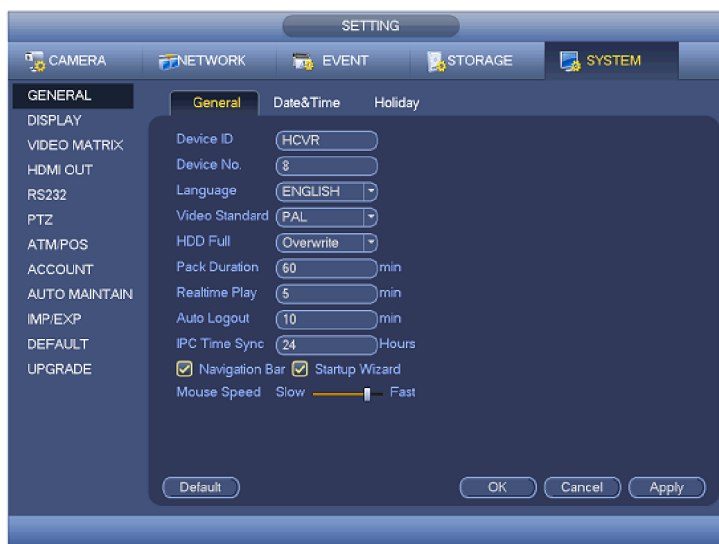 SETTING
CAMERA NETWORK EVENT STORAGE SYSTEM
GENERAL
DISPLAY
VIDEO MATRIX
HDMI OUT
RS232
PTZ
ATM/POS
ACCOUNT
AUTO MAINTAIN
IMP/EXP
DEFAULT
UPGRADE
General Date&Time Holiday
Device ID HCVR
Device No. 8
Language ENGLISH
Video Standard PAL
HDD Full Overwrite
Pack Duration 60 min
Realtime Play 5 min
Auto Logout 10 min
IPC Time Sync 24 Hours
Navigation Bar Startup Wizard
Mouse Speed Slow Fast
Default OK Cancel Apply